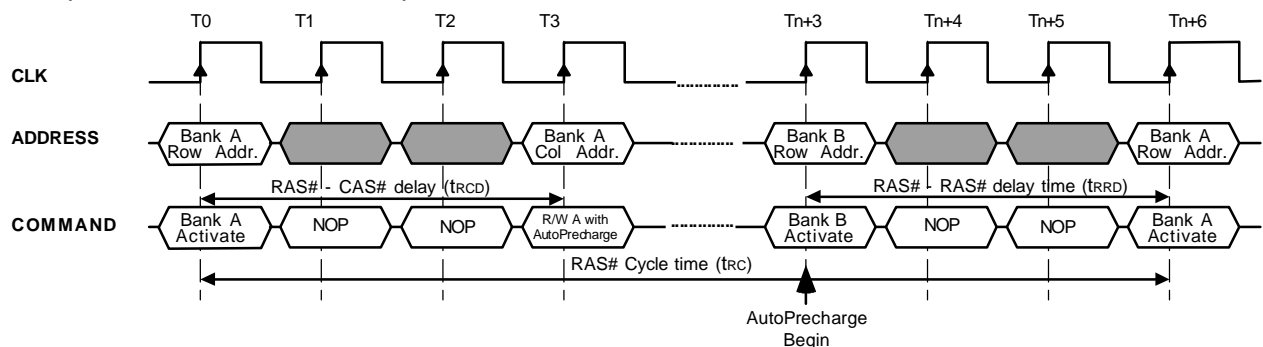 T0 T1 T2 T3 Tn+3 Tn+4 Tn+5 Tn+6
CLK
ADDRESS
Bank A
Row Addr.
Bank A
Col Addr.
Bank B
Row Addr.
Bank A
Row Addr.
RAS# - CAS# delay (tRCD)
RAS# - RAS# delay time (tRRD)
COMMAND
Bank A
Activate
NOP
NOP
R/W A with
AutoPrecharge
Bank B
Activate
NOP
NOP
Bank A
Activate
RAS# Cycle time (tRC)
AutoPrecharge
Begin